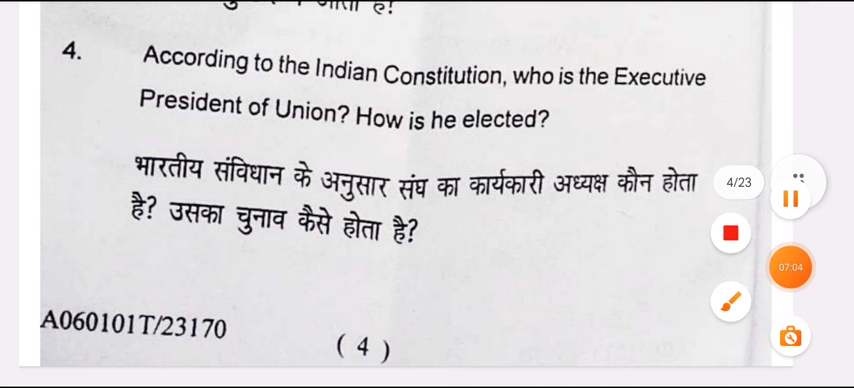 4. According to the Indian Constitution, who is the Executive
President of Union? How is he elected?
भारतीय संविधान के अनुसार संघ का कार्यकारी अध्यक्ष कौन होता
है? उसका चुनाव कैसे होता है?
4/23
07:04
A060101T/23170
( 4 )